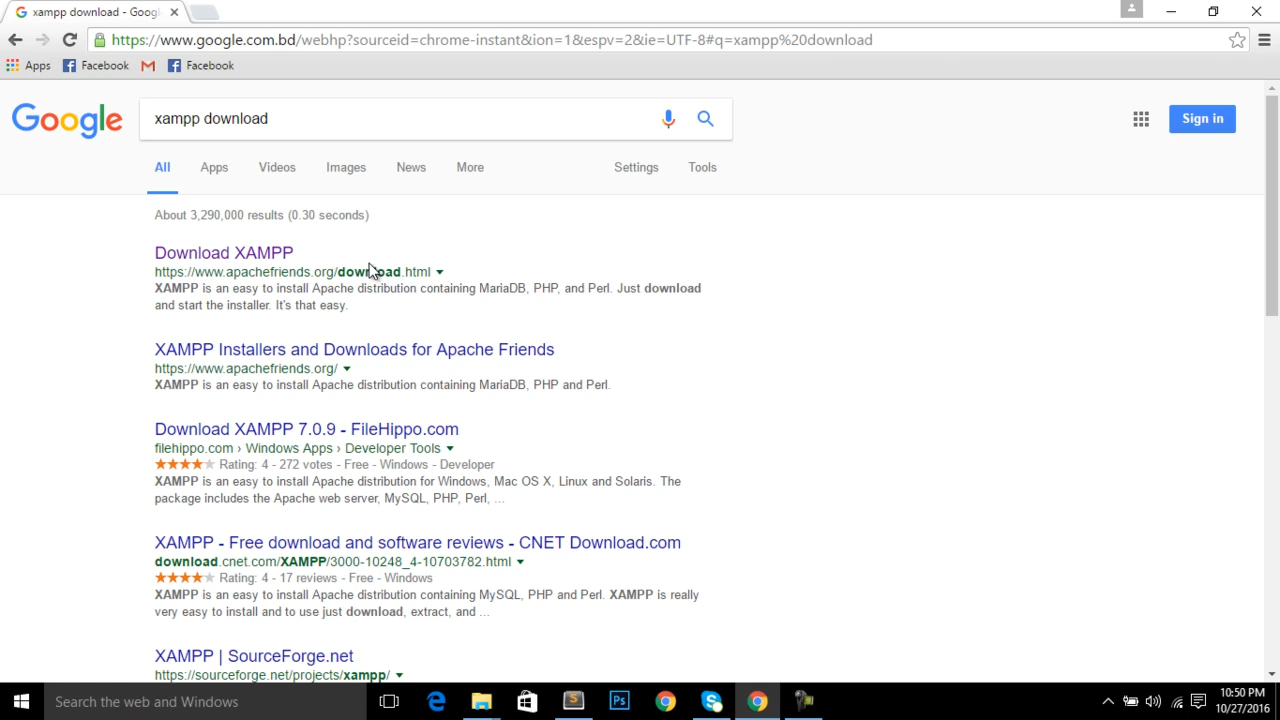 xampp download - Goog
https://www.google.com.bd/webhp?sourceid=chrome-instant&ion=1&espv=2&ie=UTF-8#q=xampp%20download
Apps Facebook Facebook
Google xampp download Sign in
All Apps Videos Images News More Settings Tools
About 3,290,000 results (0.30 seconds)
Download XAMPP
https://www.apachefriends.org/download.html
XAMPP is an easy to install Apache distribution containing MariaDB, PHP, and Perl. Just download
and start the installer. It's that easy.
XAMPP Installers and Downloads for Apache Friends
https://www.apachefriends.org/
XAMPP is an easy to install Apache distribution containing MariaDB, PHP and Perl.
Download XAMPP 7.0.9 - FileHippo.com
filehippo.com › Windows Apps › Developer Tools
Rating: 4 - 272 votes - Free - Windows - Developer
XAMPP is an easy to install Apache distribution for Windows, Mac OS X, Linux and Solaris. The
package includes the Apache web server, MySQL, PHP, Perl, ...
XAMPP - Free download and software reviews - CNET Download.com
download.cnet.com/XAMPP/3000-10248_4-10703782.html
Rating: 4 - 17 reviews - Free - Windows
XAMPP is an easy to install Apache distribution containing MySQL, PHP and Perl. XAMPP is really
very easy to install and to use just download, extract, and ...
XAMPP | SourceForge.net
https://sourceforge.net/projects/xampp/
Search the web and Windows
Ps
10:50 PM
10/27/2016